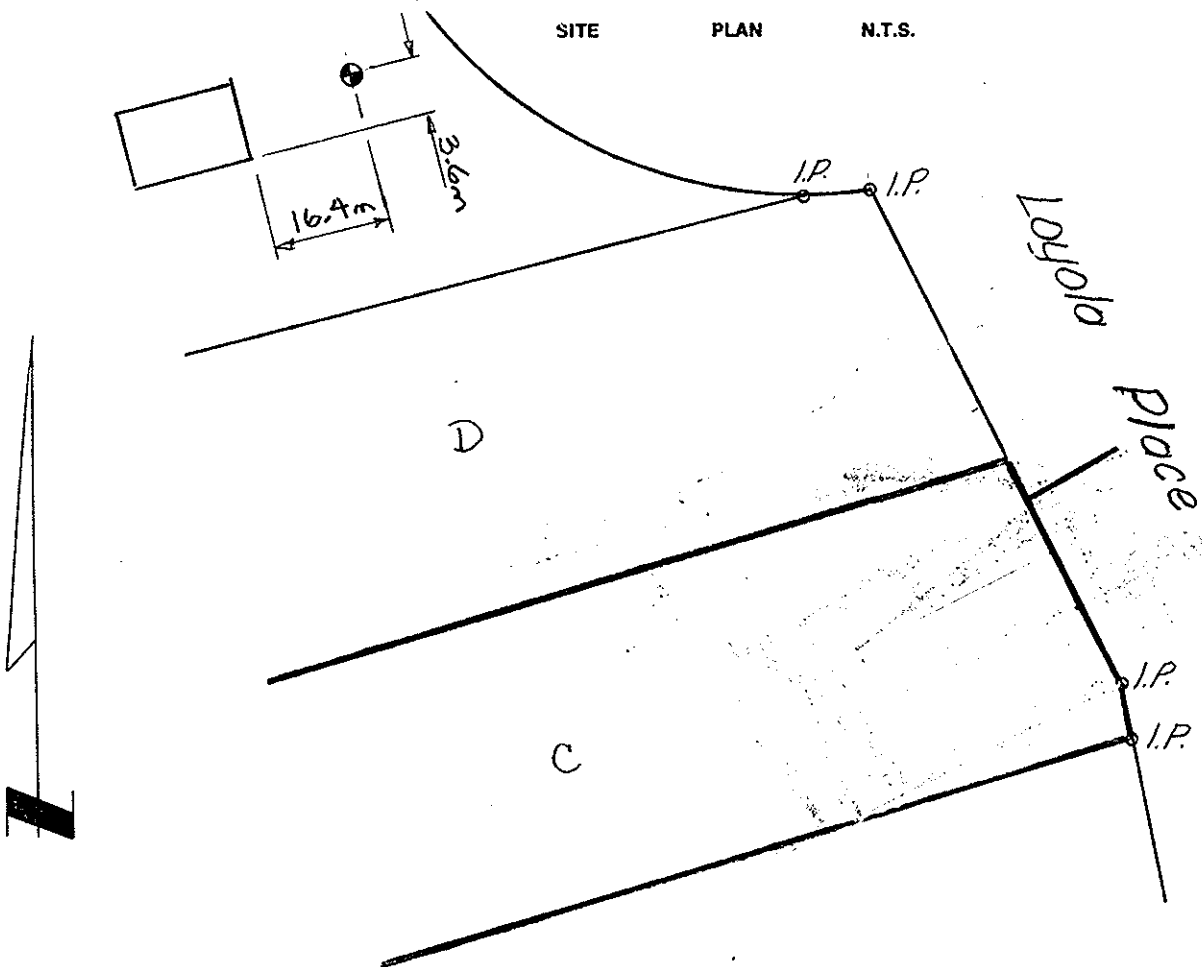 SITE PLAN N.T.S.
3.6m
16.4m
I.P.
I.P.
Loyola
Place
D
I.P.
C
I.P.